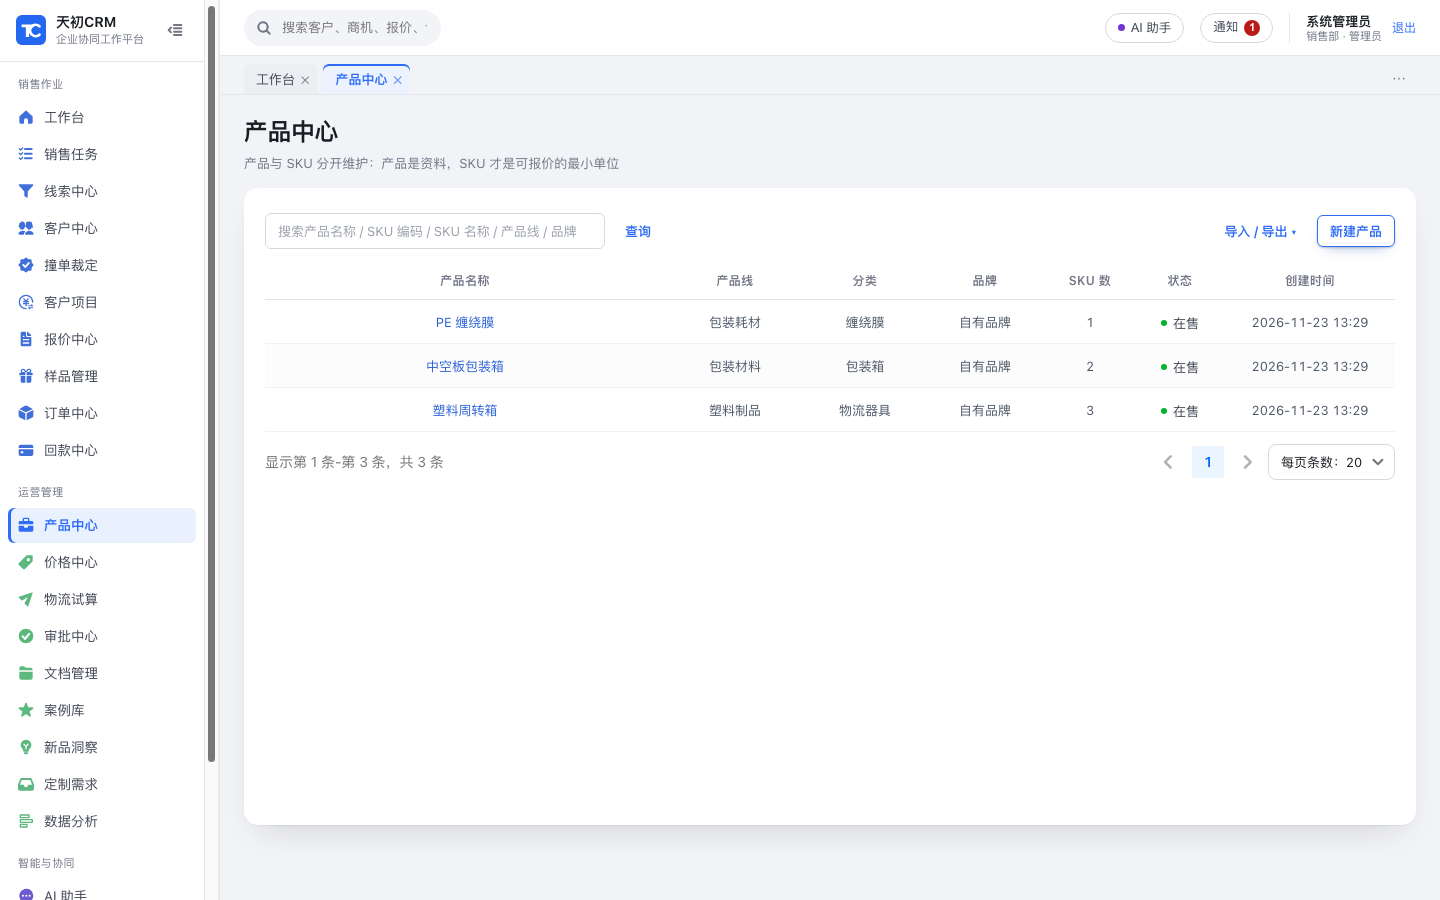 天初CRM
企业协同工作平台
销售作业
工作台
销售任务
线索中心
客户中心
撞单裁定
客户项目
报价中心
样品管理
订单中心
回款中心
运营管理
产品中心
价格中心
物流试算
审批中心
文档管理
案例库
新品洞察
定制需求
数据分析
智能与协同
AI 助手
搜索客户、商机、报价、
AI 助手
通知 1
系统管理员
销售部 · 管理员
退出
工作台
产品中心
产品中心
产品与 SKU 分开维护：产品是资料，SKU 才是可报价的最小单位
搜索产品名称 / SKU 编码 / SKU 名称 / 产品线 / 品牌
查询
导入 / 导出
新建产品
产品名称 产品线 分类 品牌 SKU 数 状态 创建时间
PE 缠绕膜 包装耗材 缠绕膜 自有品牌 1 在售 2026-11-23 13:29
中空板包装箱 包装材料 包装箱 自有品牌 2 在售 2026-11-23 13:29
塑料周转箱 塑料制品 物流器具 自有品牌 3 在售 2026-11-23 13:29
显示第 1 条-第 3 条，共 3 条
1
每页条数：20